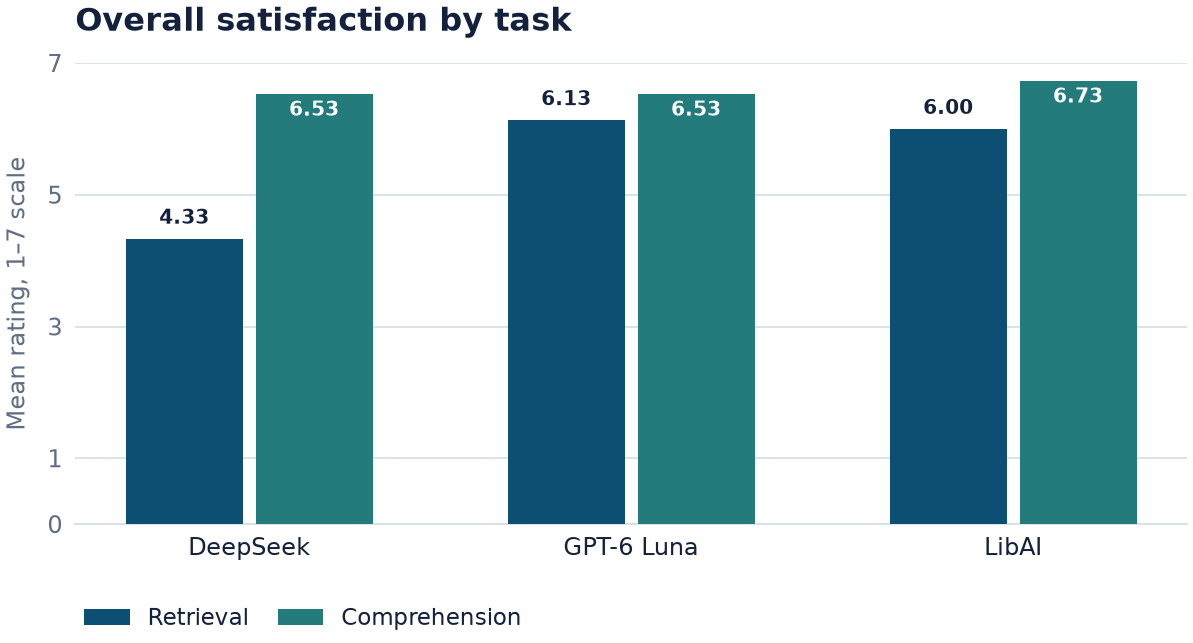 Overall satisfaction by task
Mean rating, 1–7 scale
7
5
3
1
0
4.33
6.53
6.13
6.53
6.00
6.73
DeepSeek
GPT-6 Luna
LibAI
Retrieval
Comprehension